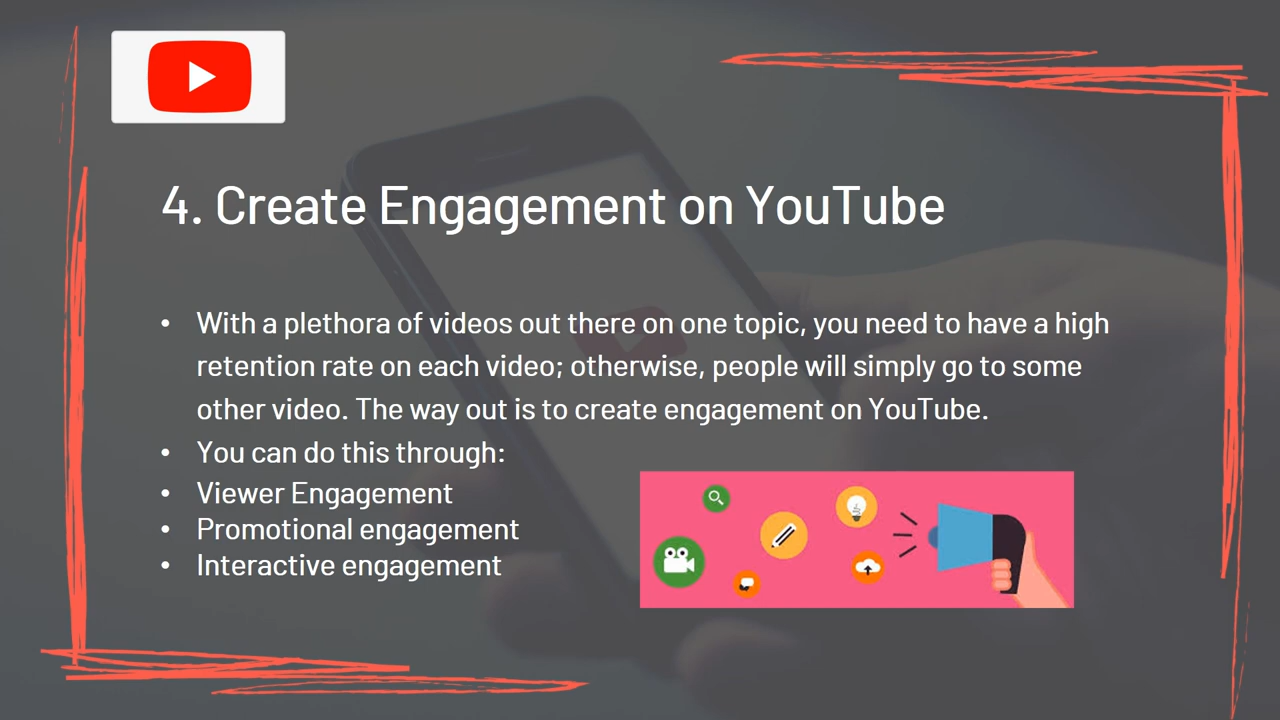 4. Create Engagement on YouTube
• With a plethora of videos out there on one topic, you need to have a high
retention rate on each video; otherwise, people will simply go to some
other video. The way out is to create engagement on YouTube.
• You can do this through:
• Viewer Engagement
• Promotional engagement
• Interactive engagement